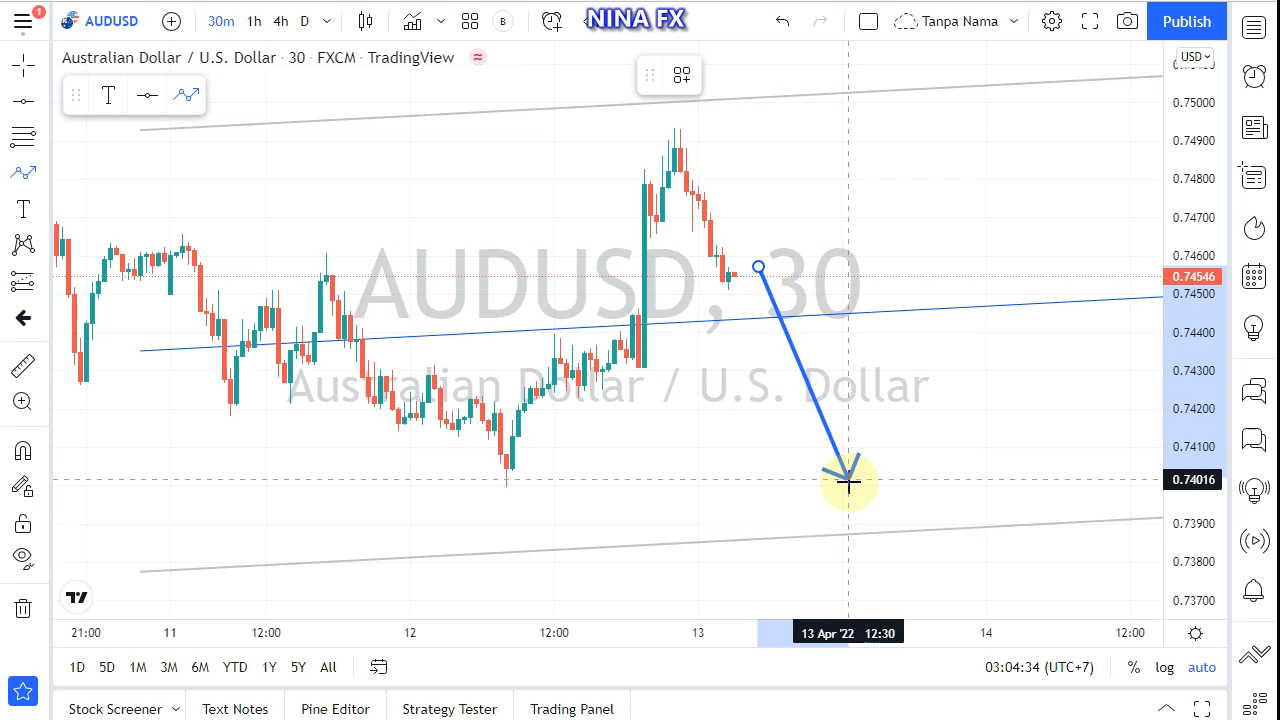 1
AUDUSD
30m 1h 4h D
B
NINA FX
Tanpa Nama
Publish
Australian Dollar / U.S. Dollar · 30 · FXCM · TradingView
USD
T
T
AUDUSD, 30
Australian Dollar / U.S. Dollar
0.75000
0.74900
0.74800
0.74700
0.74600
0.74546
0.74500
0.74400
0.74300
0.74200
0.74100
0.74016
0.73900
0.73800
0.73700
21:00 11 12:00 12 12:00 13 13 Apr '22 12:30 14 12:00
1D 5D 1M 3M 6M YTD 1Y 5Y All
03:04:34 (UTC+7) % log auto
Stock Screener Text Notes Pine Editor Strategy Tester Trading Panel